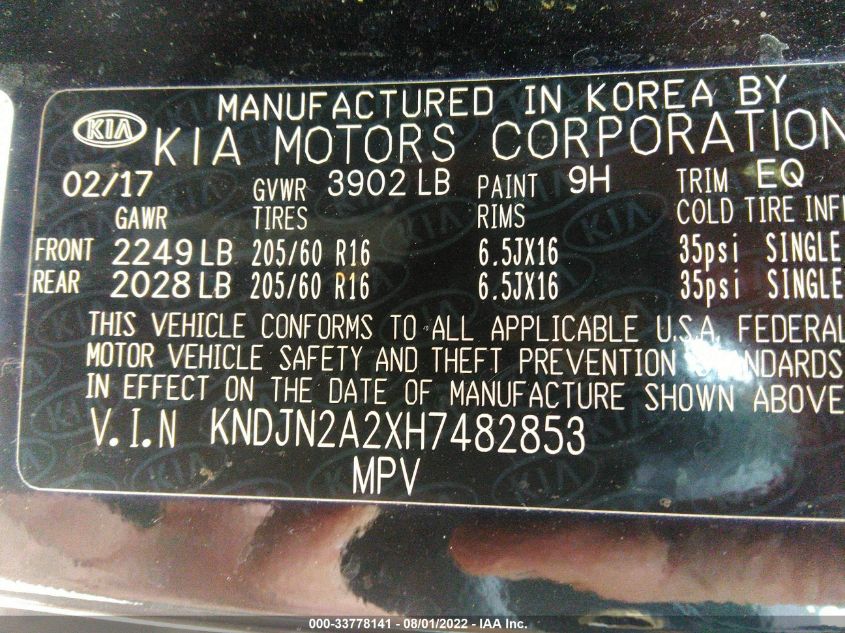 MANUFACTURED IN KOREA BY
KIA KIA MOTORS CORPORATION
02/17 GVWR 3902 LB PAINT 9H TRIM EQ
GAWR TIRES RIMS COLD TIRE INFL
FRONT 2249 LB 205/60 R16 6.5JX16 35psi SINGLE
REAR 2028 LB 205/60 R16 6.5JX16 35psi SINGLE
THIS VEHICLE CONFORMS TO ALL APPLICABLE U.S.A. FEDERAL
MOTOR VEHICLE SAFETY AND THEFT PREVENTION STANDARDS
IN EFFECT ON THE DATE OF MANUFACTURE SHOWN ABOVE
V.I.N KNDJN2A2XH7482853
MPV
000-33778141 - 08/01/2022 - IAA Inc.